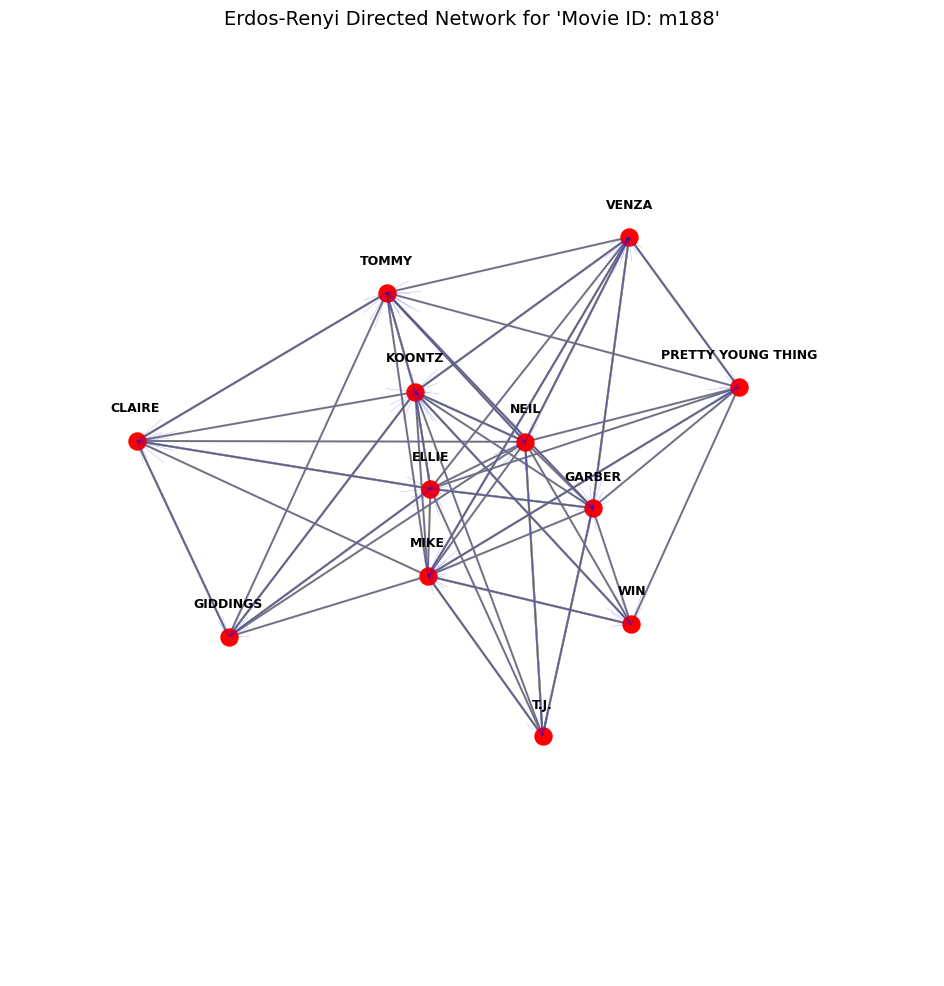 Erdos-Renyi Directed Network for 'Movie ID: m188'
VENZA
TOMMY
PRETTY YOUNG THING
KOONTZ
CLAIRE
NEIL
ELLIE
GARBER
MIKE
WIN
GIDDINGS
T.J.